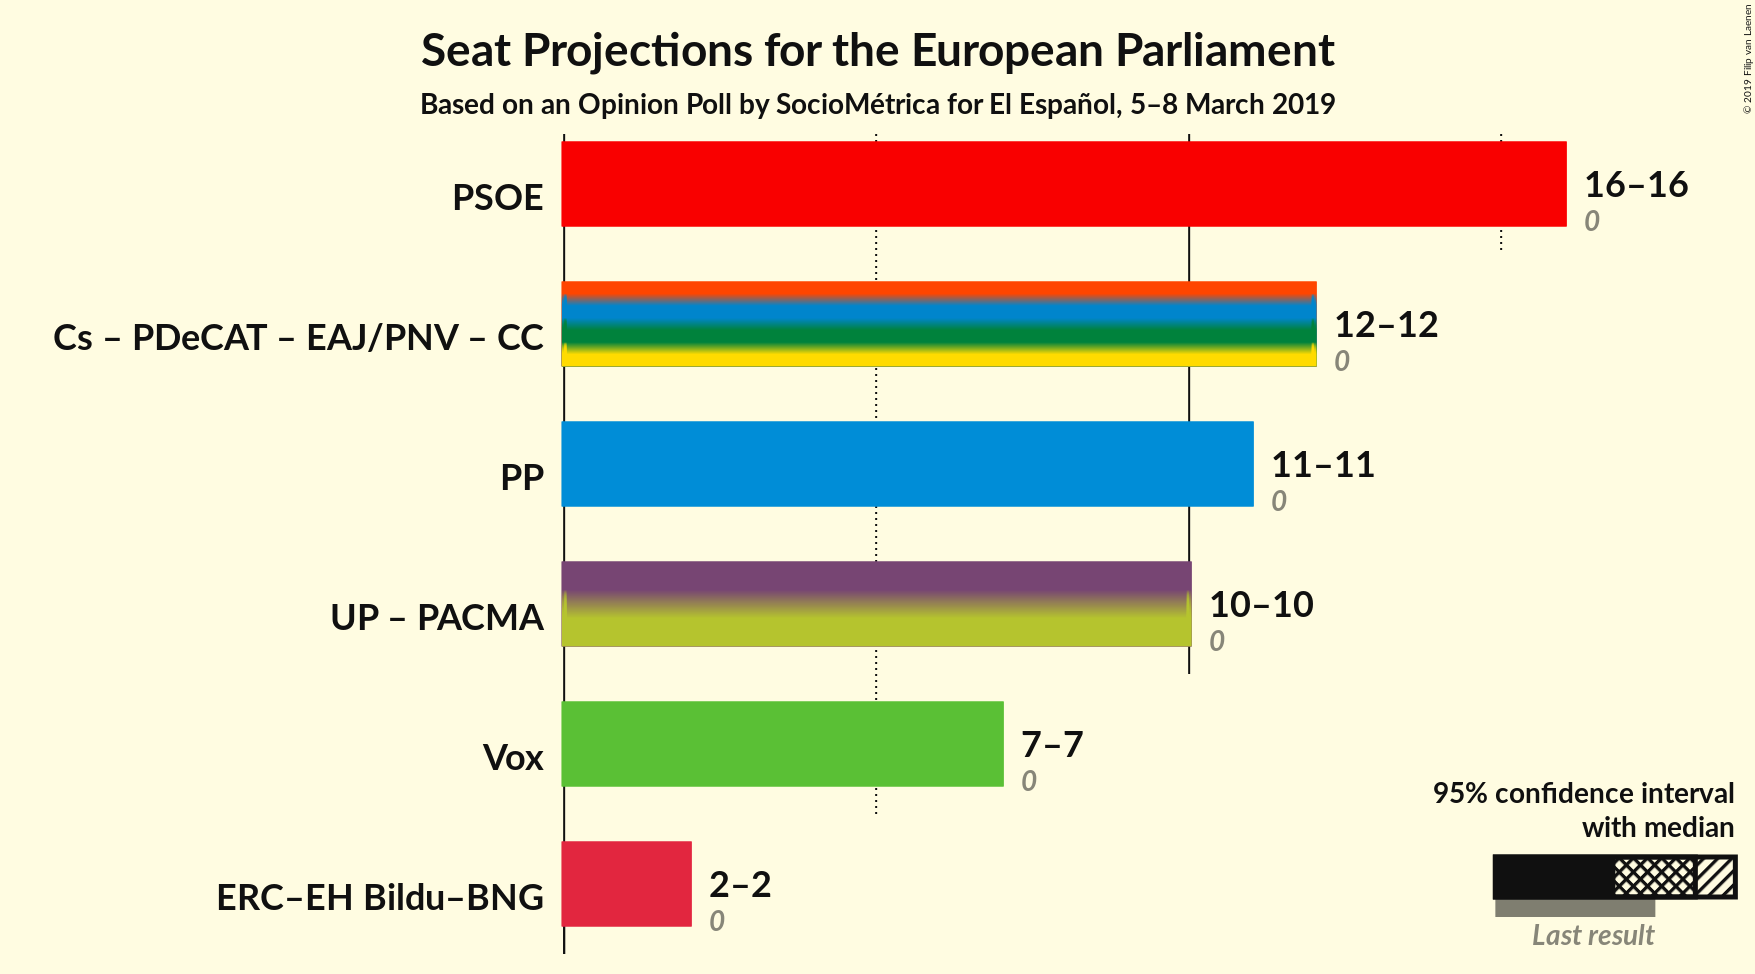 Seat Projections for the European Parliament
Based on an Opinion Poll by SocioMétrica for El Español, 5–8 March 2019
© 2019 Filip van Laenen
PSOE
16–16
0
Cs – PDeCAT – EAJ/PNV – CC
12–12
0
PP
11–11
0
UP – PACMA
10–10
0
Vox
7–7
0
ERC–EH Bildu–BNG
2–2
0
95% confidence interval
with median
Last result